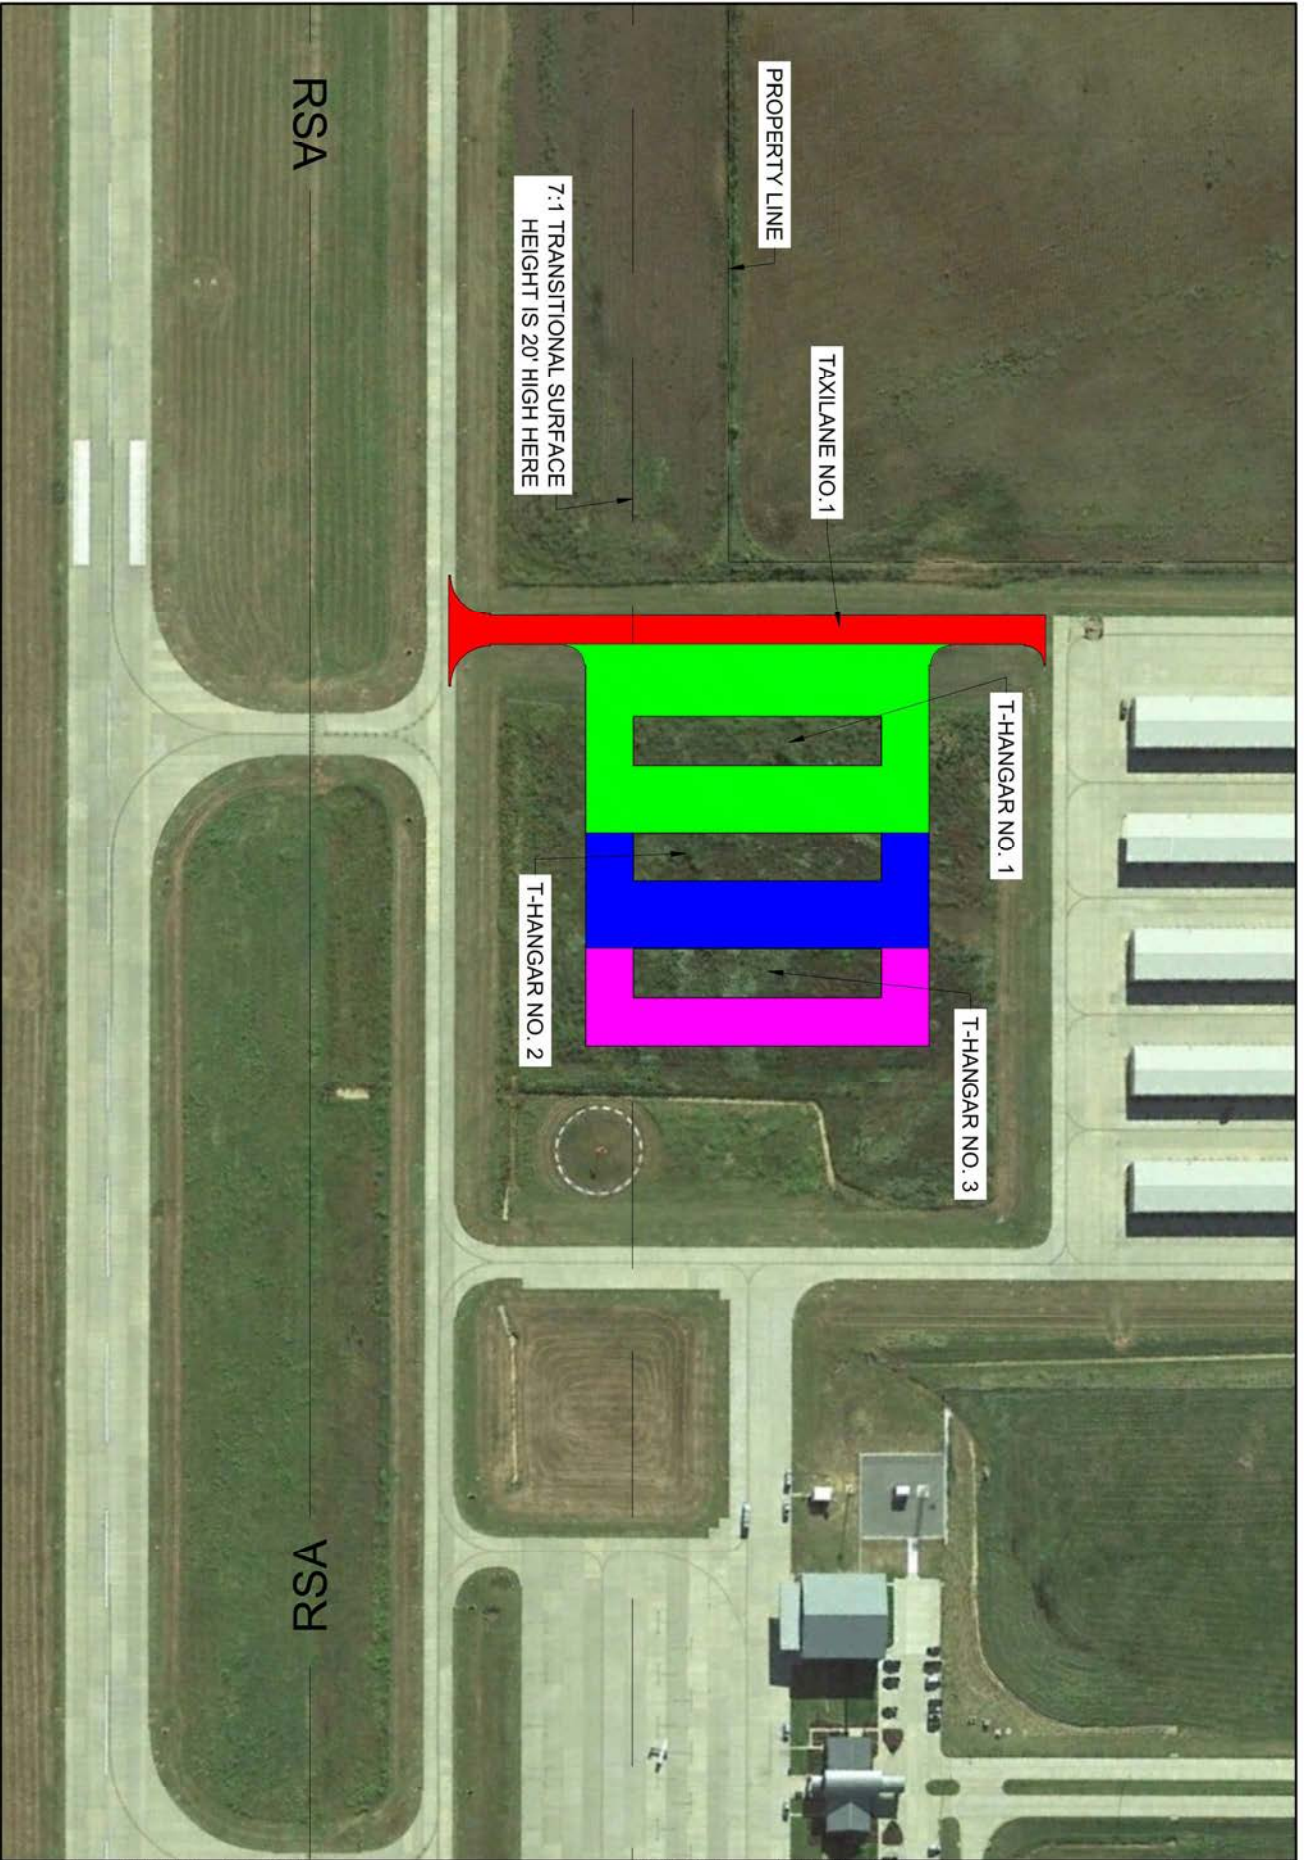 RSA
RSA
PROPERTY LINE
7:1 TRANSITIONAL SURFACE
HEIGHT IS 20' HIGH HERE
TAXILANE NO.1
T-HANGAR NO. 1
T-HANGAR NO. 2
T-HANGAR NO. 3